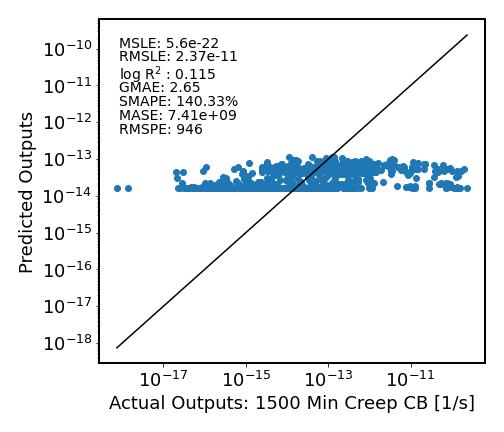 10⁻¹⁰
10⁻¹¹
10⁻¹²
10⁻¹³
10⁻¹⁴
10⁻¹⁵
10⁻¹⁶
10⁻¹⁷
10⁻¹⁸
Predicted Outputs
MSLE: 5.6e-22
RMSLE: 2.37e-11
log R² : 0.115
GMAE: 2.65
SMAPE: 140.33%
MASE: 7.41e+09
RMSPE: 946
10⁻¹⁷ 10⁻¹⁵ 10⁻¹³ 10⁻¹¹
Actual Outputs: 1500 Min Creep CB [1/s]